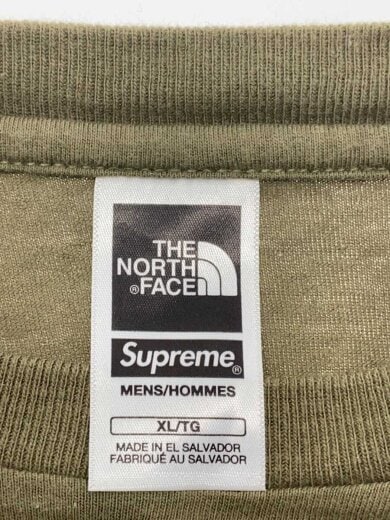 THE
NORTH
®FACE
Supreme®
MENS/HOMMES
XL/TG
MADE IN EL SALVADOR
FABRIQUÉ AU SALVADOR